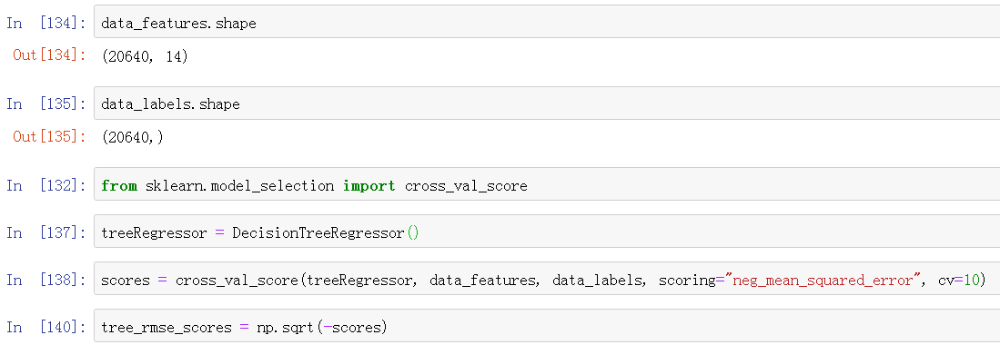 In [134]: data_features.shape
Out[134]: (20640, 14)
In [135]: data_labels.shape
Out[135]: (20640,)
In [132]: from sklearn.model_selection import cross_val_score
In [137]: treeRegressor = DecisionTreeRegressor()
In [138]: scores = cross_val_score(treeRegressor, data_features, data_labels, scoring="neg_mean_squared_error", cv=10)
In [140]: tree_rmse_scores = np.sqrt(-scores)